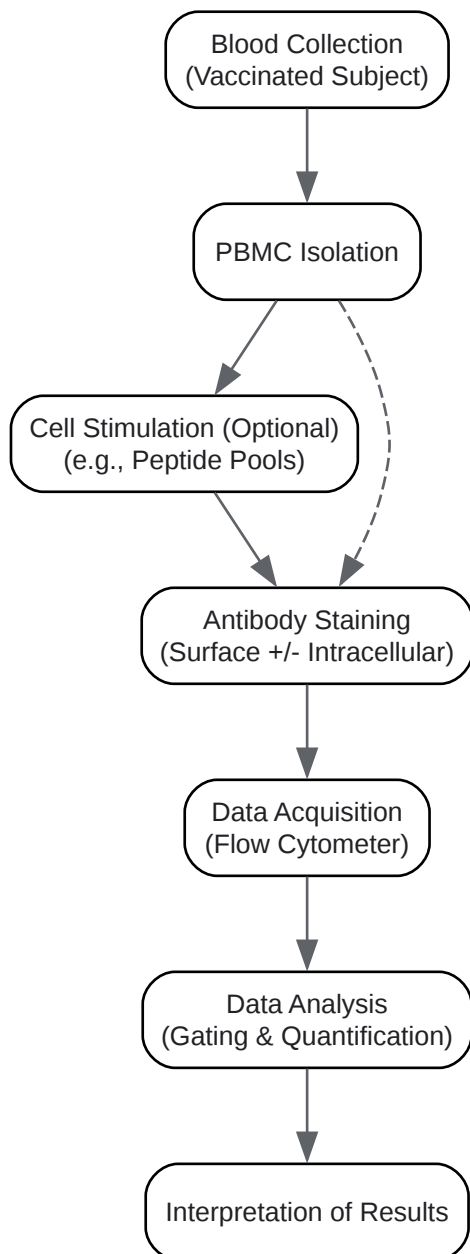 Blood Collection
(Vaccinated Subject)
PBMC Isolation
Cell Stimulation (Optional)
(e.g., Peptide Pools)
Antibody Staining
(Surface +/- Intracellular)
Data Acquisition
(Flow Cytometer)
Data Analysis
(Gating & Quantification)
Interpretation of Results